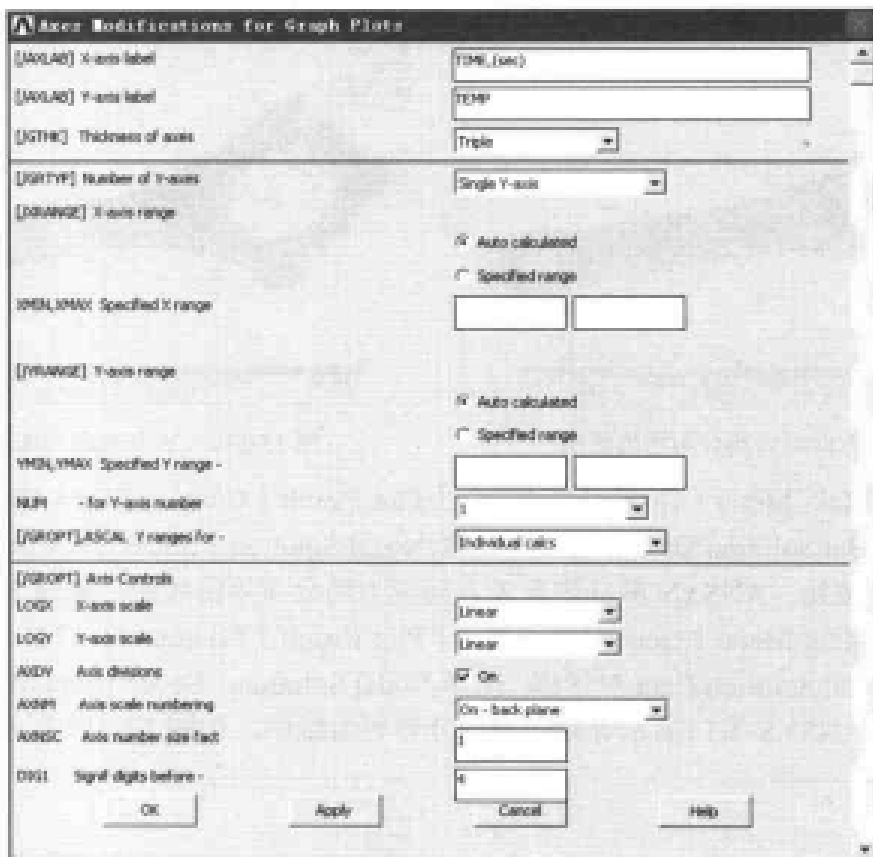 Axes Modifications for Graph Plots
[/AXLAB] X-axis label TIME,(sec)
[/AXLAB] Y-axis label TEMP
[/GTHK] Thickness of axes Triple
[/GRTYP] Number of Y-axes Single Y-axis
[/XRANGE] X-axis range
Auto calculated
Specified range
XMIN,XMAX Specified X range
[/YRANGE] Y-axis range
Auto calculated
Specified range
YMIN,YMAX Specified Y range -
NUM - for Y-axis number 1
[/GROPT],ASCAL Y ranges for - Individual calcs
[/GROPT] Axis Controls
LOGX X-axis scale Linear
LOGY Y-axis scale Linear
AXDV Axis divisions On
AXNM Axis scale numbering On - back plane
AXNSC Axis number size fact 1
DIG1 Signif digits before - 4
OK Apply Cancel Help